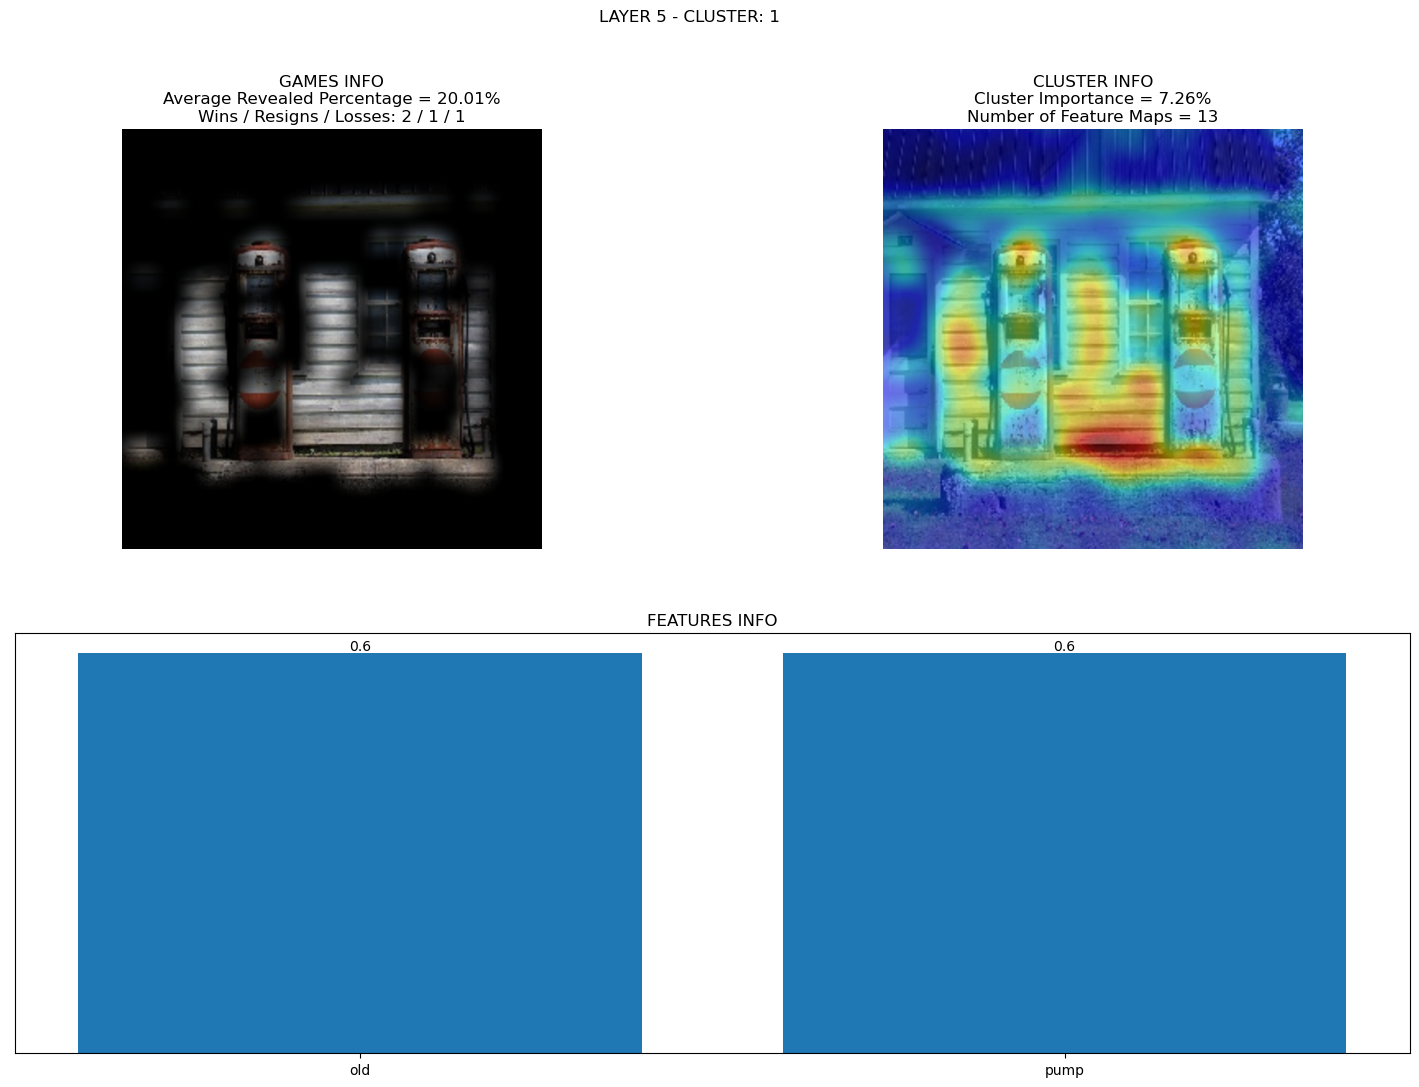 LAYER 5 - CLUSTER: 1
GAMES INFO
Average Revealed Percentage = 20.01%
Wins / Resigns / Losses: 2 / 1 / 1
CLUSTER INFO
Cluster Importance = 7.26%
Number of Feature Maps = 13
FEATURES INFO
0.6
0.6
old
pump